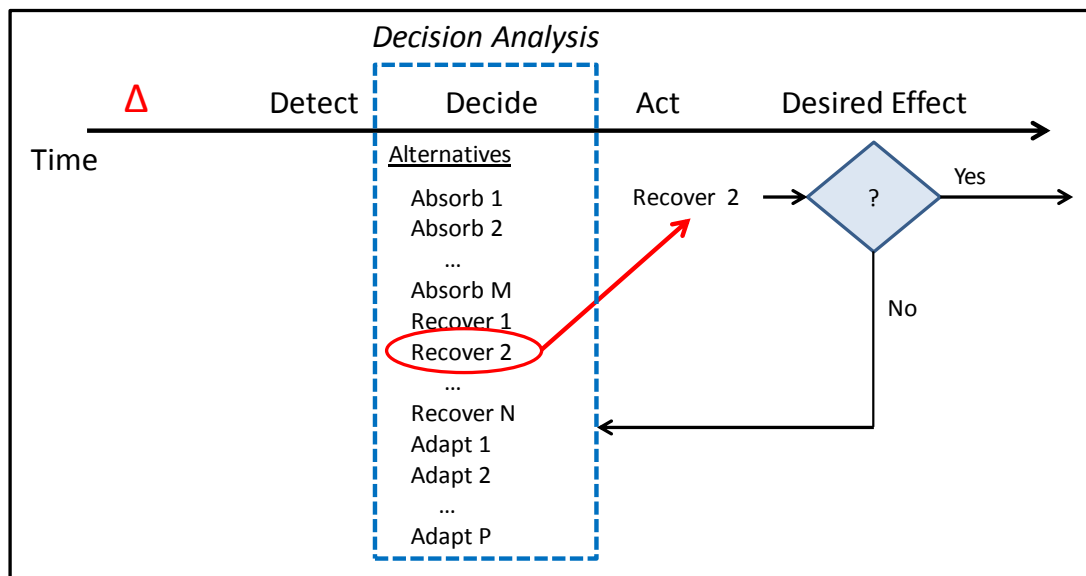 Decision Analysis
Δ Detect Decide Act Desired Effect
Time
Alternatives
Absorb 1
Absorb 2
...
Absorb M
Recover 1
Recover 2
...
Recover N
Adapt 1
Adapt 2
...
Adapt P
Recover 2
?
Yes
No